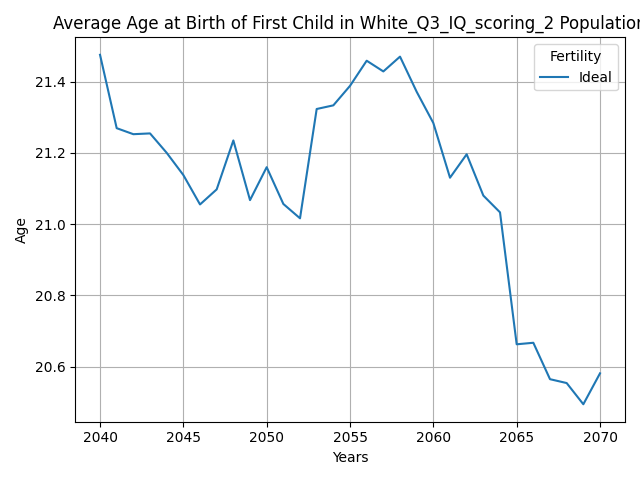 Average Age at Birth of First Child in White_Q3_IQ_scoring_2 Population
Fertility
Ideal
21.4
21.2
21.0
20.8
20.6
Age
2040 2045 2050 2055 2060 2065 2070
Years